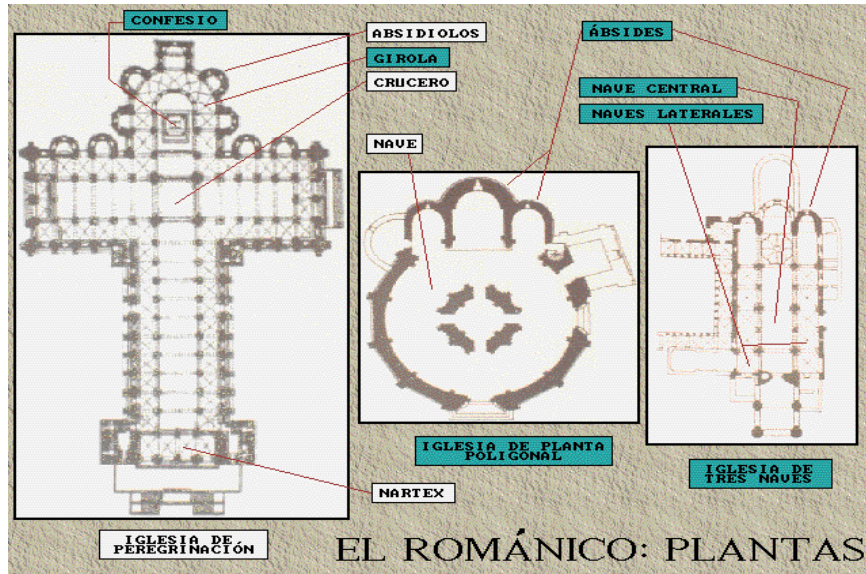 CONFESIO
ABSIDIOLOS
GIROLA
CRUCERO
ÁBSIDES
NAVE CENTRAL
NAVES LATERALES
NAVE
IGLESIA DE PLANTA
POLIGONAL
IGLESIA DE
TRES NAVES
NARTEX
IGLESIA DE
PEREGRINACIÓN
EL ROMÁNICO: PLANTAS